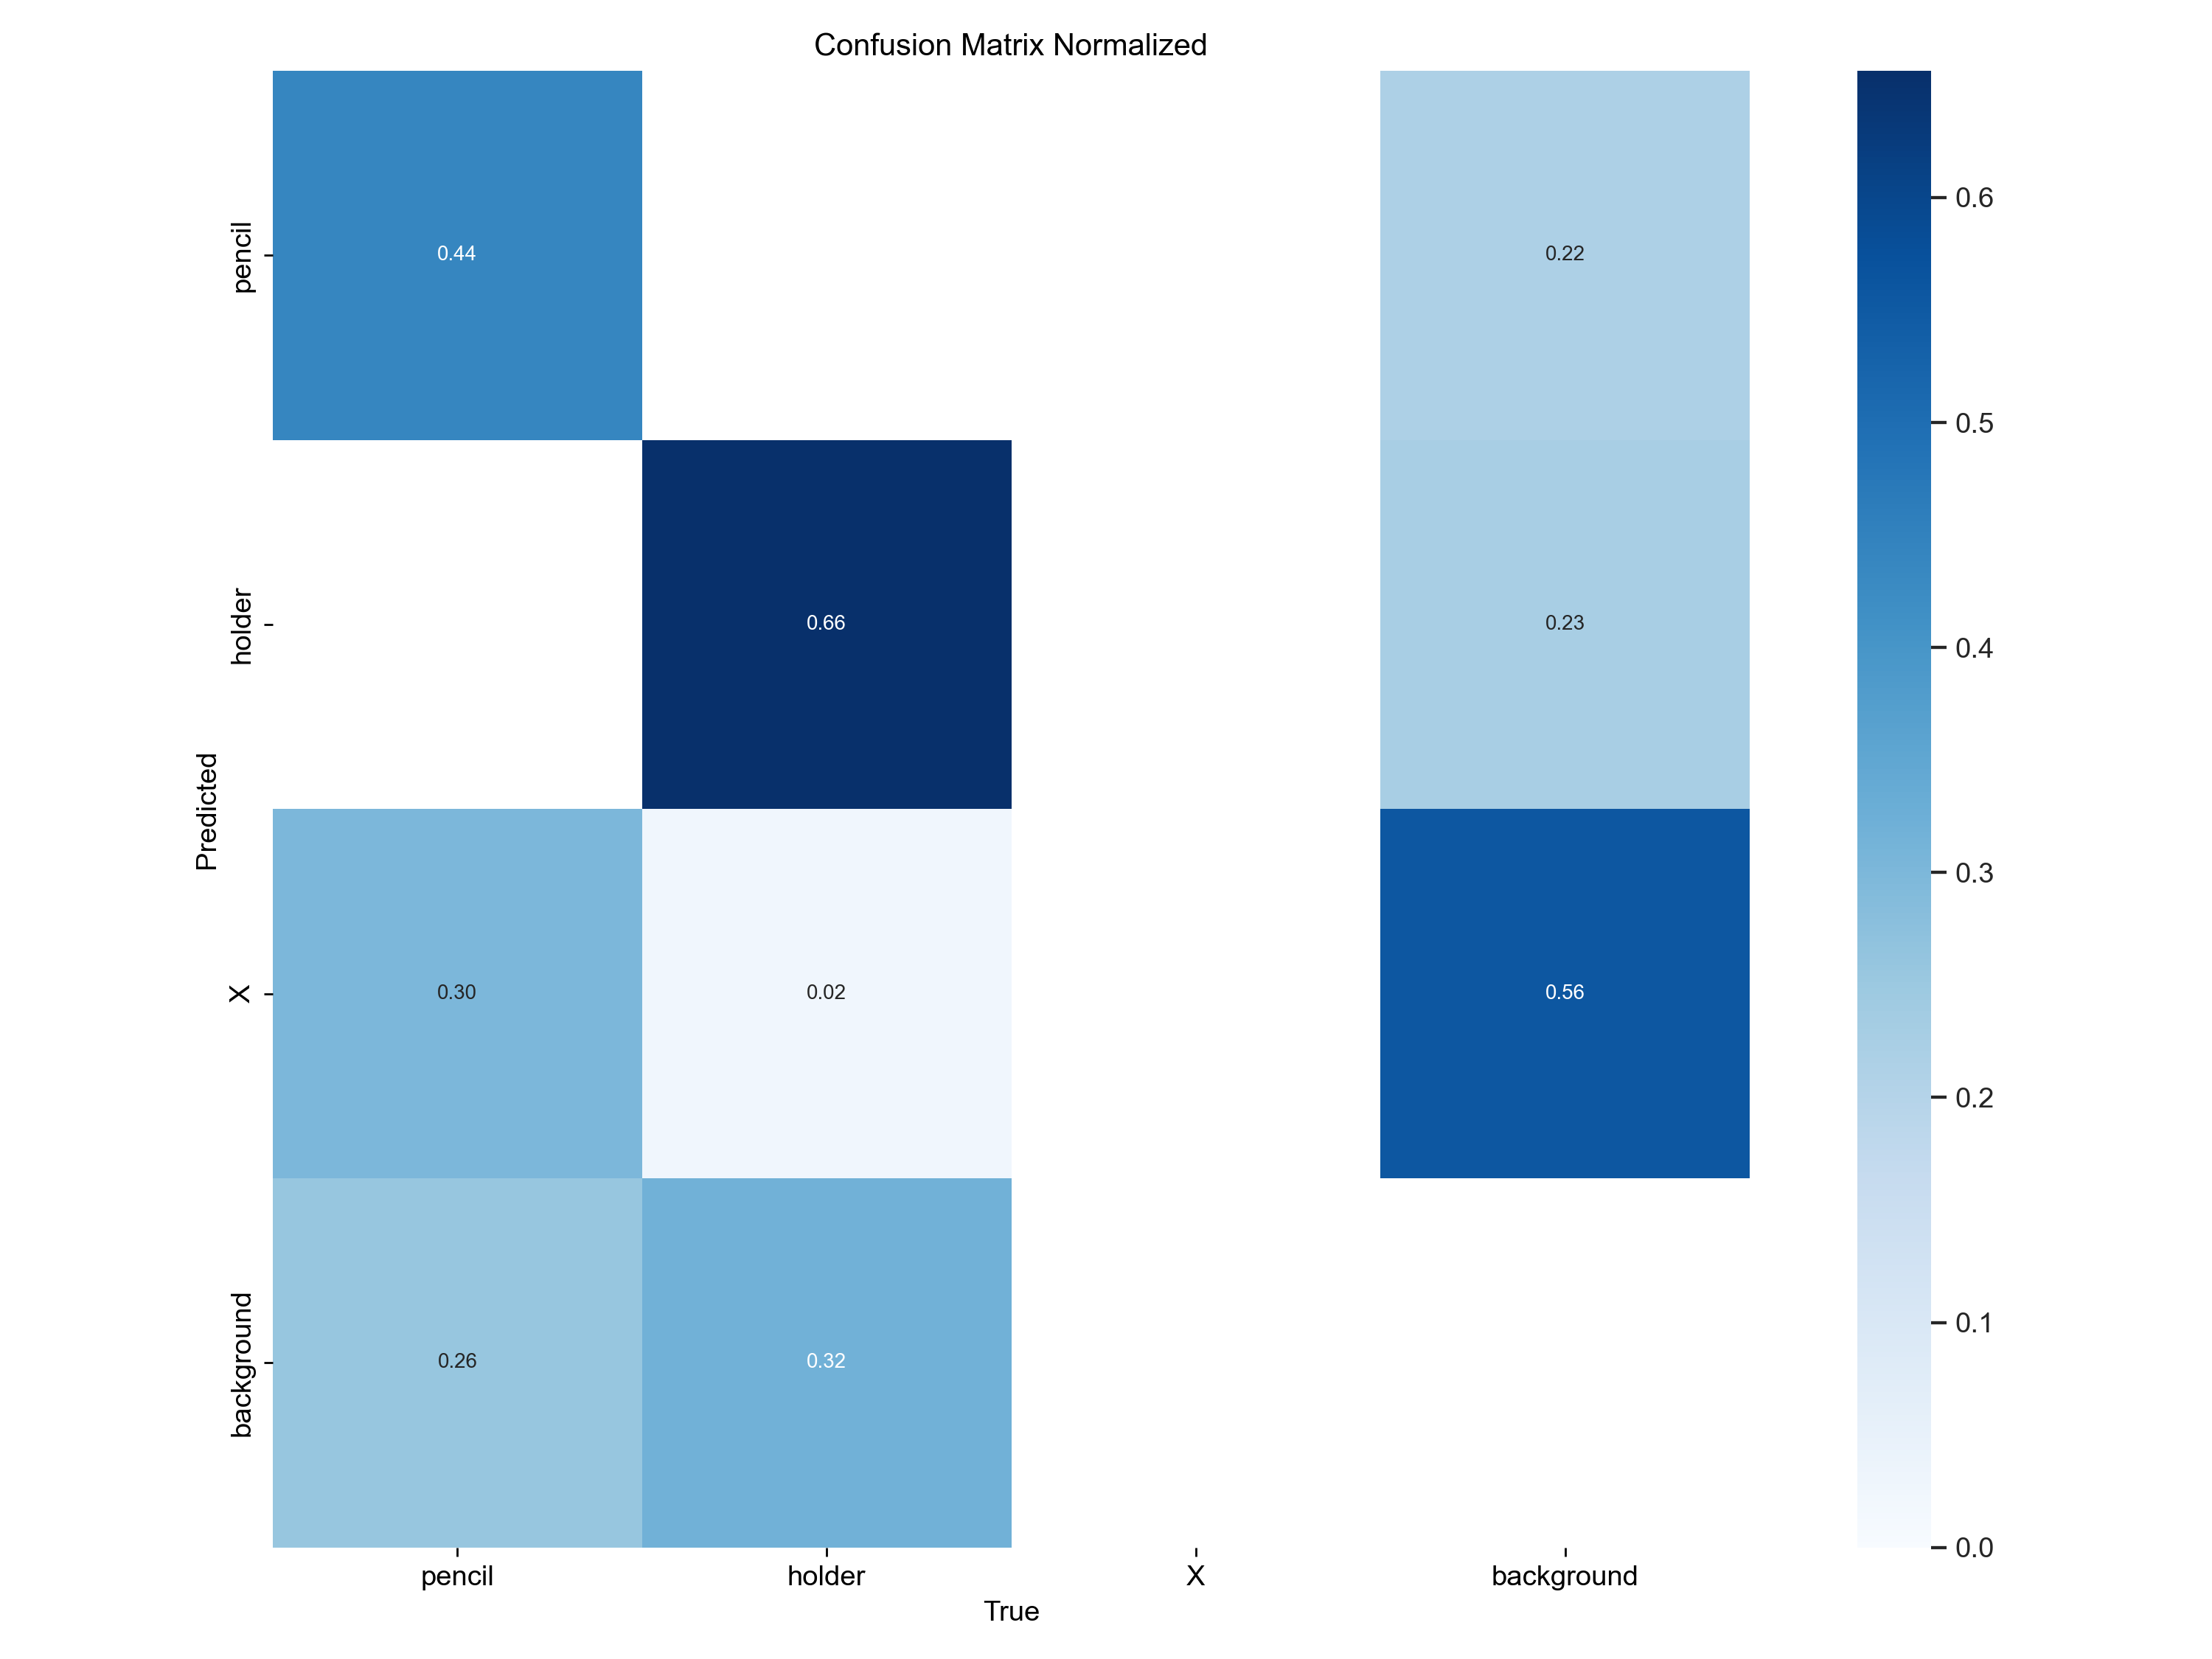 Confusion Matrix Normalized
pencil
0.44
0.22
0.6
0.5
holder
0.66
0.23
0.4
Predicted
0.3
X
0.30
0.02
0.56
0.2
0.1
background
0.26
0.32
0.0
pencil
holder
X
background
True